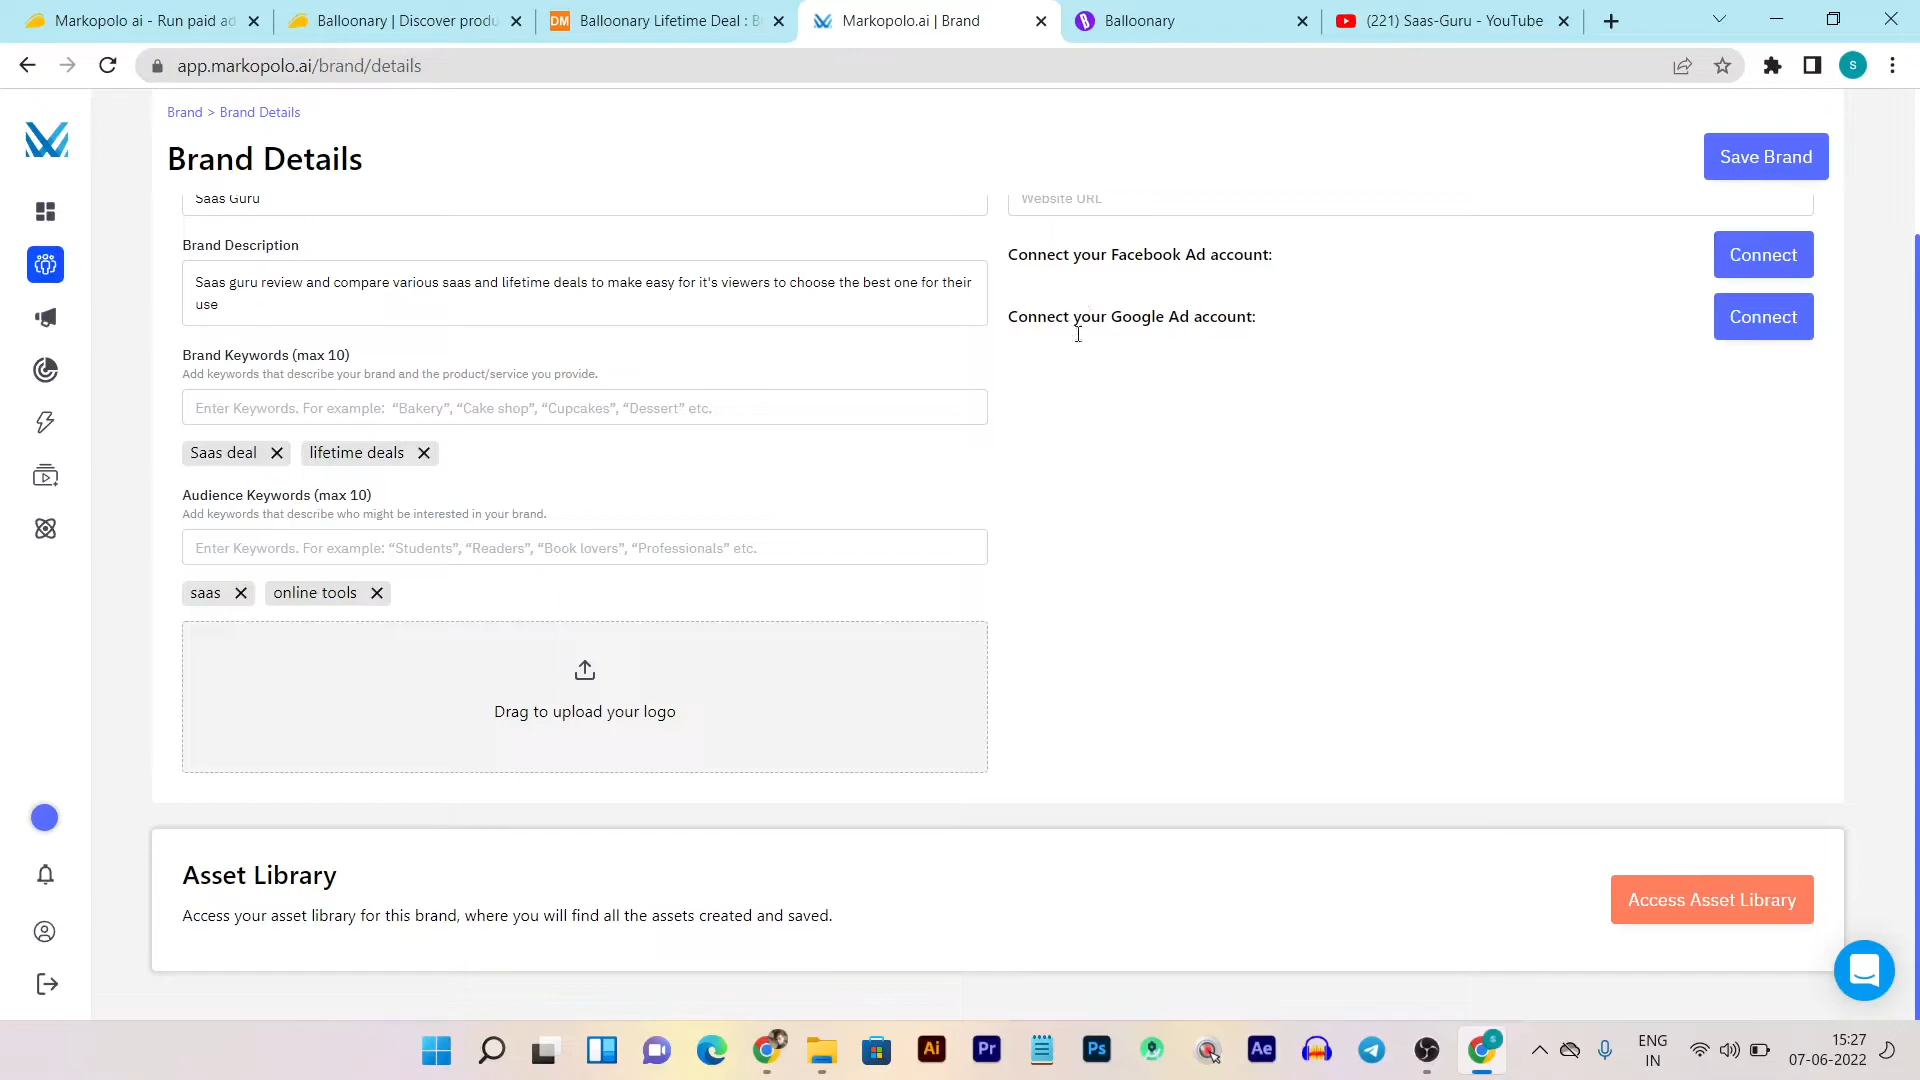 Markopolo ai - Run paid ad
Balloonary | Discover produ
DM Balloonary Lifetime Deal : B
Markopolo.ai | Brand
Balloonary
(221) Saas-Guru - YouTube
app.markopolo.ai/brand/details
S
Brand > Brand Details
Brand Details
Save Brand
Saas Guru
Website URL
Brand Description
Saas guru review and compare various saas and lifetime deals to make easy for it's viewers to choose the best one for their
use
Connect your Facebook Ad account:
Connect
Connect your Google Ad account:
Connect
Brand Keywords (max 10)
Add keywords that describe your brand and the product/service you provide.
Enter Keywords. For example: “Bakery”, “Cake shop”, “Cupcakes”, “Dessert” etc.
Saas deal
lifetime deals
Audience Keywords (max 10)
Add keywords that describe who might be interested in your brand.
Enter Keywords. For example: “Students”, “Readers”, “Book lovers”, “Professionals” etc.
saas
online tools
Drag to upload your logo
Asset Library
Access your asset library for this brand, where you will find all the assets created and saved.
Access Asset Library
Ai
Pr
Ps
Ae
ENG
IN
15:27
07-06-2022